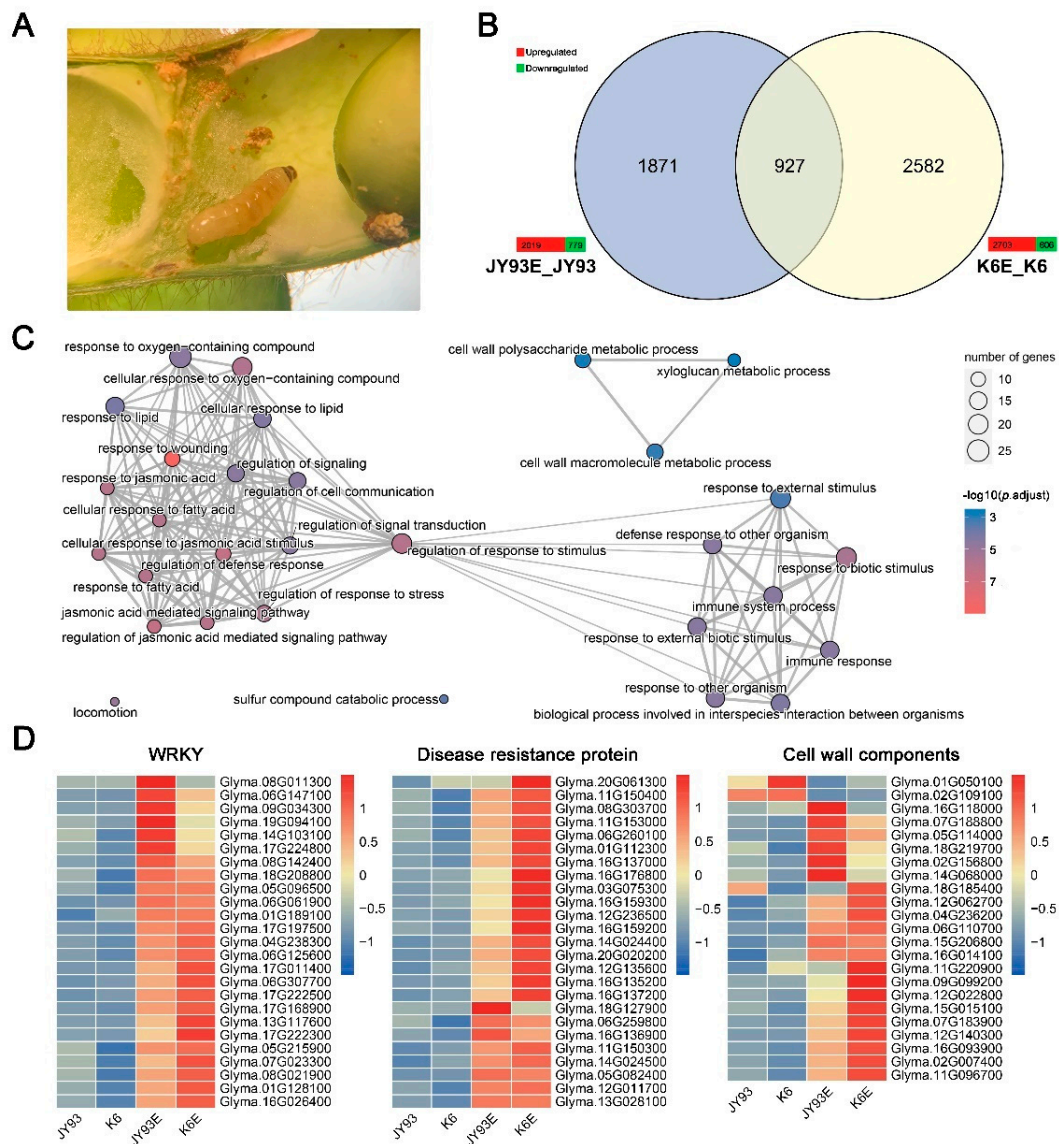 A
B
Upregulated
Downregulated
1871
927
2582
2019
779
JY93E_JY93
2703
806
K6E_K6
C
response to oxygen-containing compound
cellular response to oxygen-containing compound
response to lipid
cellular response to lipid
response to wounding
regulation of signaling
response to jasmonic acid
regulation of cell communication
cellular response to fatty acid
regulation of signal transduction
cellular response to jasmonic acid stimulus
regulation of response to stimulus
regulation of defense response
response to fatty acid
regulation of response to stress
jasmonic acid mediated signaling pathway
regulation of jasmonic acid mediated signaling pathway
locomotion
sulfur compound catabolic process
cell wall polysaccharide metabolic process
xyloglucan metabolic process
cell wall macromolecule metabolic process
response to external stimulus
defense response to other organism
response to biotic stimulus
immune system process
response to external biotic stimulus
immune response
response to other organism
biological process involved in interspecies interaction between organisms
number of genes
10
15
20
25
-log10(p.adjust)
3
5
7
D
WRKY
Glyma.08G011300
Glyma.06G147100
Glyma.09G034300
Glyma.19G094100
Glyma.14G103100
Glyma.17G224800
Glyma.08G142400
Glyma.18G208800
Glyma.05G096500
Glyma.06G061900
Glyma.01G189100
Glyma.17G197500
Glyma.04G238300
Glyma.06G125600
Glyma.17G011400
Glyma.06G307700
Glyma.17G222500
Glyma.17G168900
Glyma.13G117600
Glyma.17G222300
Glyma.05G215900
Glyma.07G023300
Glyma.08G021900
Glyma.01G128100
Glyma.16G026400
JY93
K6
JY93E
K6E
1
0.5
0
−0.5
−1
Disease resistance protein
Glyma.20G061300
Glyma.11G150400
Glyma.08G303700
Glyma.11G153000
Glyma.06G260100
Glyma.01G112300
Glyma.16G137000
Glyma.16G176800
Glyma.03G075300
Glyma.16G159300
Glyma.12G236500
Glyma.16G159200
Glyma.14G024400
Glyma.20G020200
Glyma.12G135600
Glyma.16G135200
Glyma.16G137200
Glyma.18G127900
Glyma.06G259800
Glyma.16G136900
Glyma.11G150300
Glyma.14G024500
Glyma.05G082400
Glyma.12G011700
Glyma.13G028100
JY93
K6
JY93E
K6E
1
0.5
0
−0.5
−1
Cell wall components
Glyma.01G050100
Glyma.02G109100
Glyma.16G118000
Glyma.07G188800
Glyma.05G114000
Glyma.18G219700
Glyma.02G156800
Glyma.14G068000
Glyma.18G185400
Glyma.12G062700
Glyma.04G236200
Glyma.06G110700
Glyma.15G206800
Glyma.16G014100
Glyma.11G220900
Glyma.09G099200
Glyma.12G022800
Glyma.15G015100
Glyma.07G183900
Glyma.12G140300
Glyma.16G093900
Glyma.02G007400
Glyma.11G096700
JY93
K6
JY93E
K6E
1
0.5
0
−0.5
−1